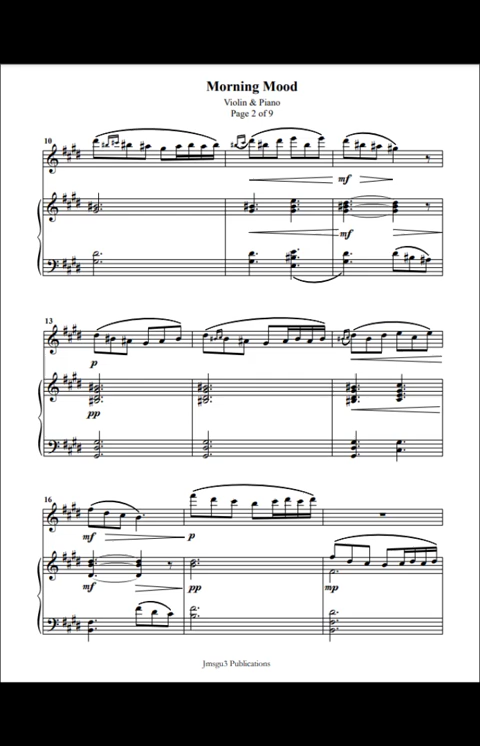 Morning Mood
Violin & Piano
Page 2 of 9
10
mf
mf
13
p
pp
16
mf
p
mf
pp
mp
Jmsgu3 Publications